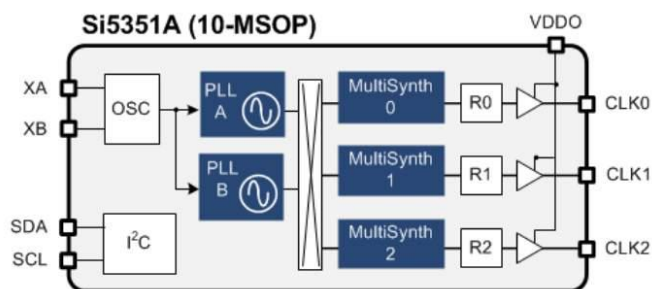 Si5351A (10-MSOP)
VDDO
XA
XB
OSC
PLL
A
PLL
B
MultiSynth
0
R0
CLK0
MultiSynth
1
R1
CLK1
MultiSynth
2
R2
CLK2
SDA
SCL
I²C